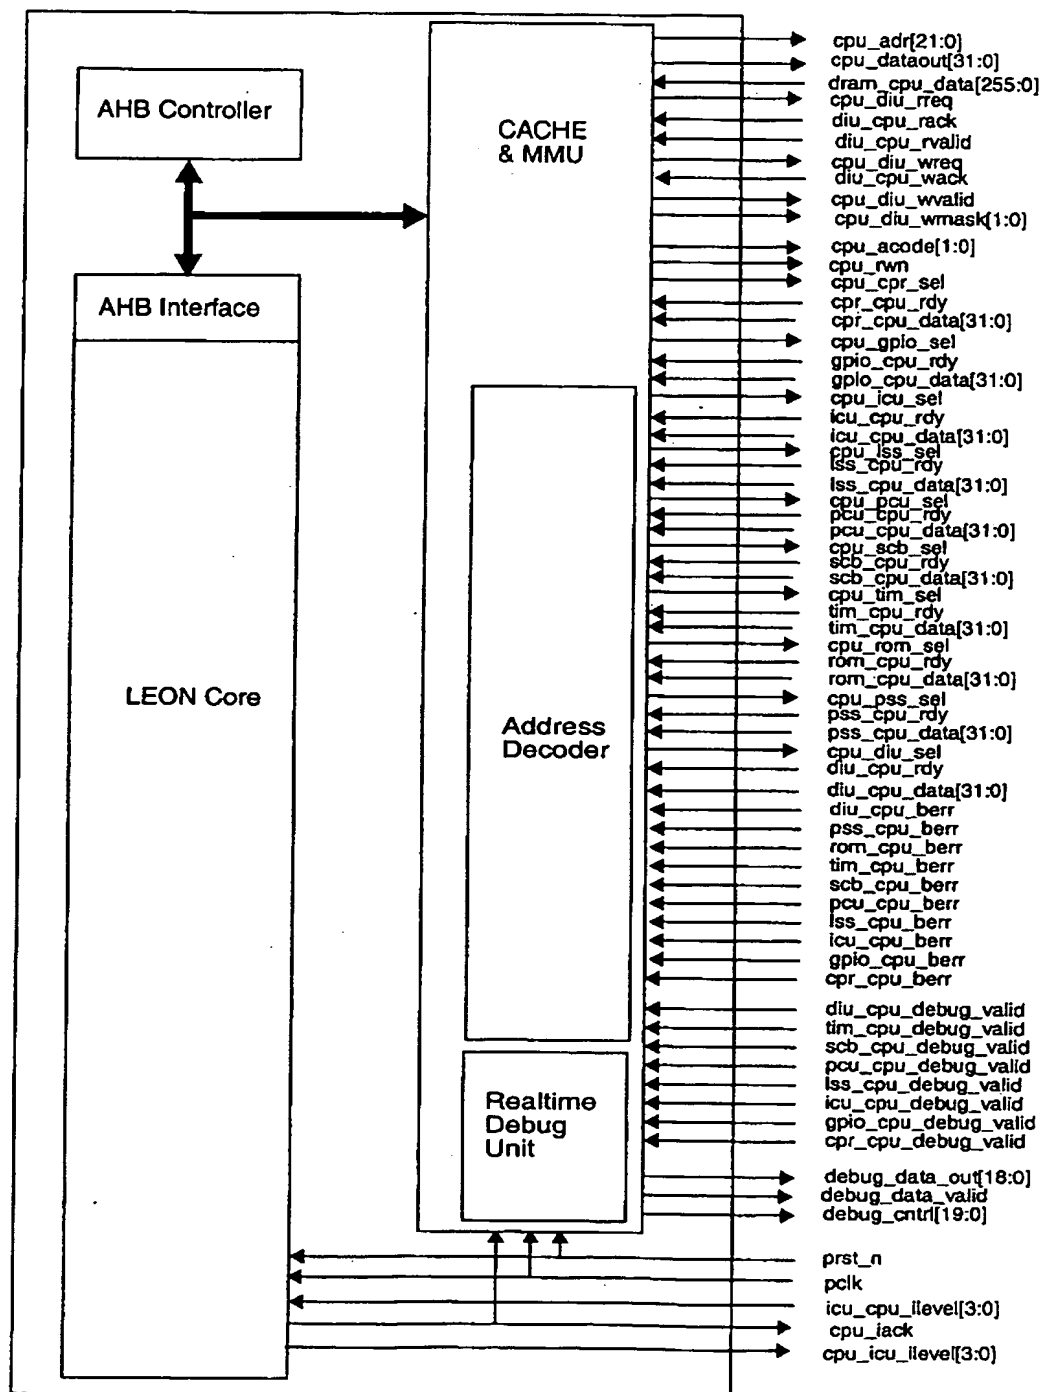 AHB Controller
CACHE
& MMU
AHB Interface
LEON Core
Address
Decoder
Realtime
Debug
Unit
cpu_adr[21:0]
cpu_dataout[31:0]
dram_cpu_data[255:0]
cpu_diu_rreq
diu_cpu_rack
diu_cpu_rvalid
cpu_diu_wreq
diu_cpu_wack
cpu_diu_wvalid
cpu_diu_wmask[1:0]
cpu_acode[1:0]
cpu_rwn
cpu_cpr_sel
cpr_cpu_rdy
cpr_cpu_data[31:0]
cpu_gpio_sel
gpio_cpu_rdy
gpio_cpu_data[31:0]
cpu_icu_sel
icu_cpu_rdy
icu_cpu_data[31:0]
cpu_lss_sel
lss_cpu_rdy
lss_cpu_data[31:0]
cpu_pcu_sel
pcu_cpu_rdy
pcu_cpu_data[31:0]
cpu_scb_sel
scb_cpu_rdy
scb_cpu_data[31:0]
cpu_tim_sel
tim_cpu_rdy
tim_cpu_data[31:0]
cpu_rom_sel
rom_cpu_rdy
rom_cpu_data[31:0]
cpu_pss_sel
pss_cpu_rdy
pss_cpu_data[31:0]
cpu_diu_sel
diu_cpu_rdy
diu_cpu_data[31:0]
diu_cpu_berr
pss_cpu_berr
rom_cpu_berr
tim_cpu_berr
scb_cpu_berr
pcu_cpu_berr
lss_cpu_berr
icu_cpu_berr
gpio_cpu_berr
cpr_cpu_berr
diu_cpu_debug_valid
tim_cpu_debug_valid
scb_cpu_debug_valid
pcu_cpu_debug_valid
lss_cpu_debug_valid
icu_cpu_debug_valid
gpio_cpu_debug_valid
cpr_cpu_debug_valid
debug_data_out[18:0]
debug_data_valid
debug_cntrl[19:0]
prst_n
pclk
icu_cpu_ilevel[3:0]
cpu_iack
cpu_icu_ilevel[3:0]